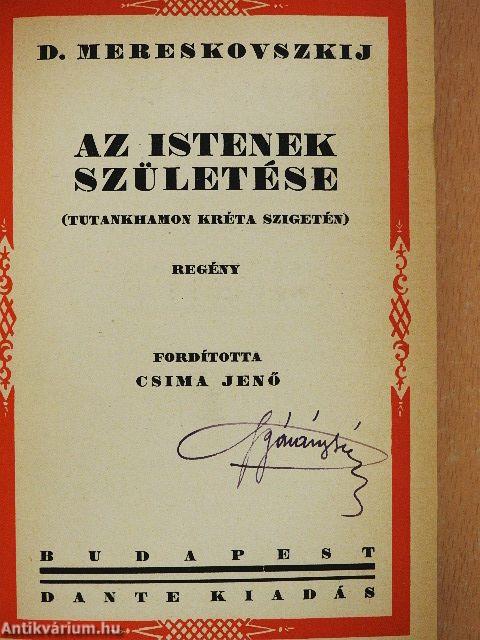 D. MERESKOVSZKIJ
AZ ISTENEK
SZÜLETÉSE
(TUTANKHAMON KRÉTA SZIGETÉN)
REGÉNY
FORDÍTOTTA
CSIMA JENŐ
BUDAPEST
DANTE KIADÁS
Antikvárium.hu